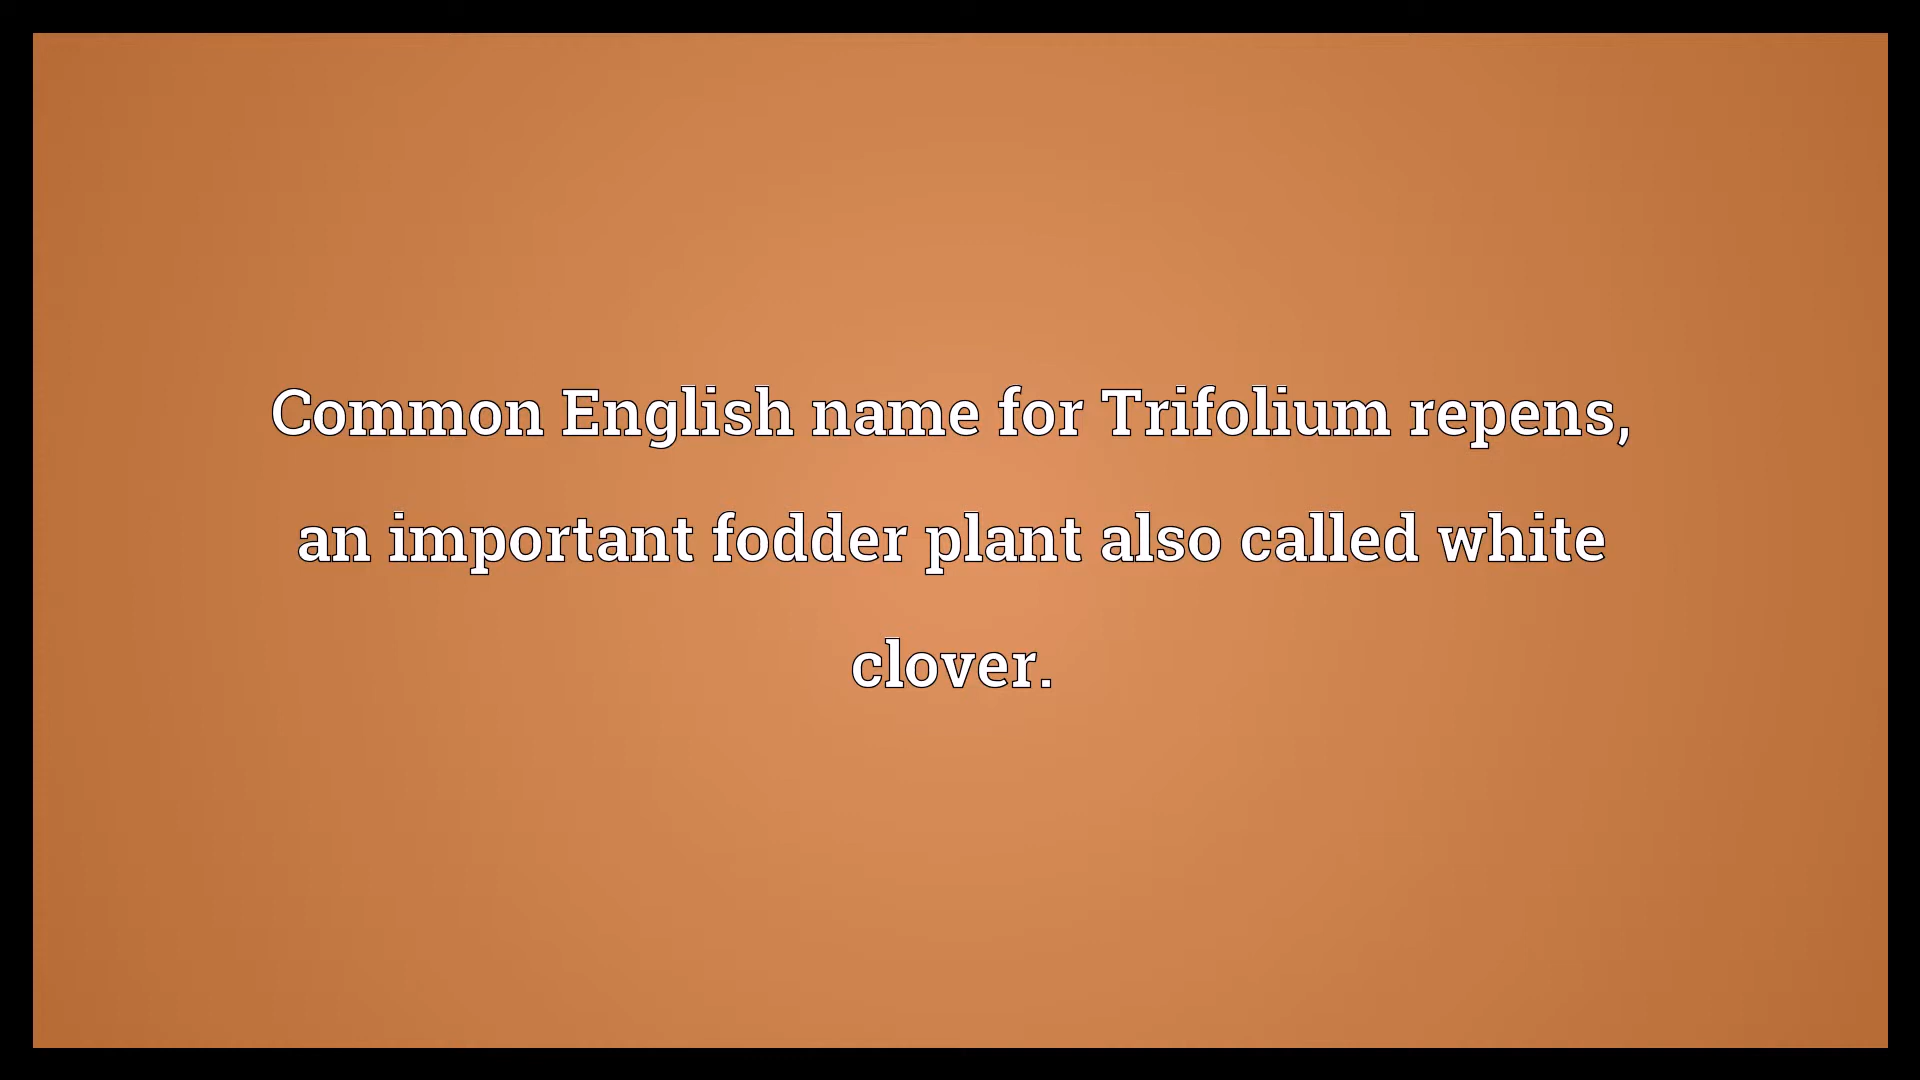 Common English name for Trifolium repens,
an important fodder plant also called white
clover.